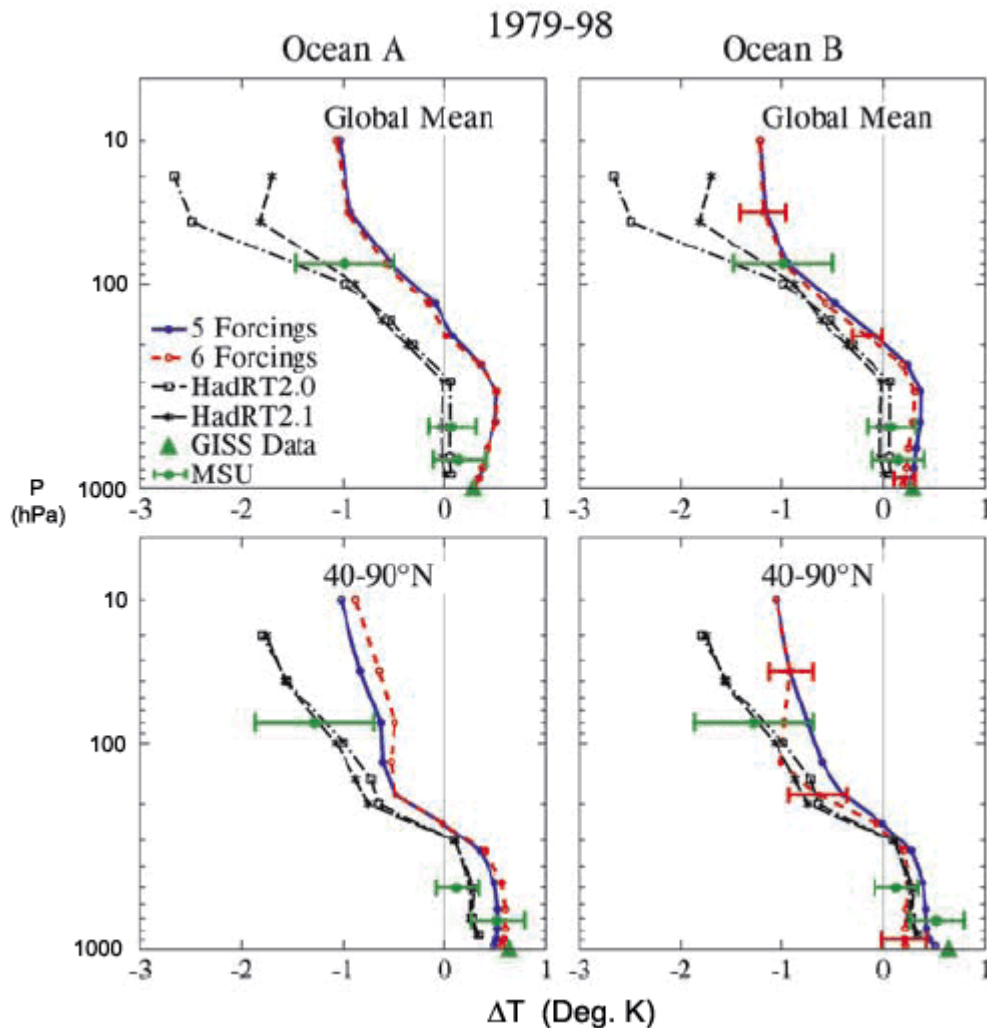 1979-98
Ocean A
Ocean B
Global Mean
Global Mean
10
100
1000
5 Forcings
6 Forcings
HadRT2.0
HadRT2.1
GISS Data
MSU
P
(hPa)
-3 -2 -1 0 1
-3 -2 -1 0 1
40-90°N
40-90°N
10
100
1000
-3 -2 -1 0 1
-3 -2 -1 0 1
ΔT (Deg. K)